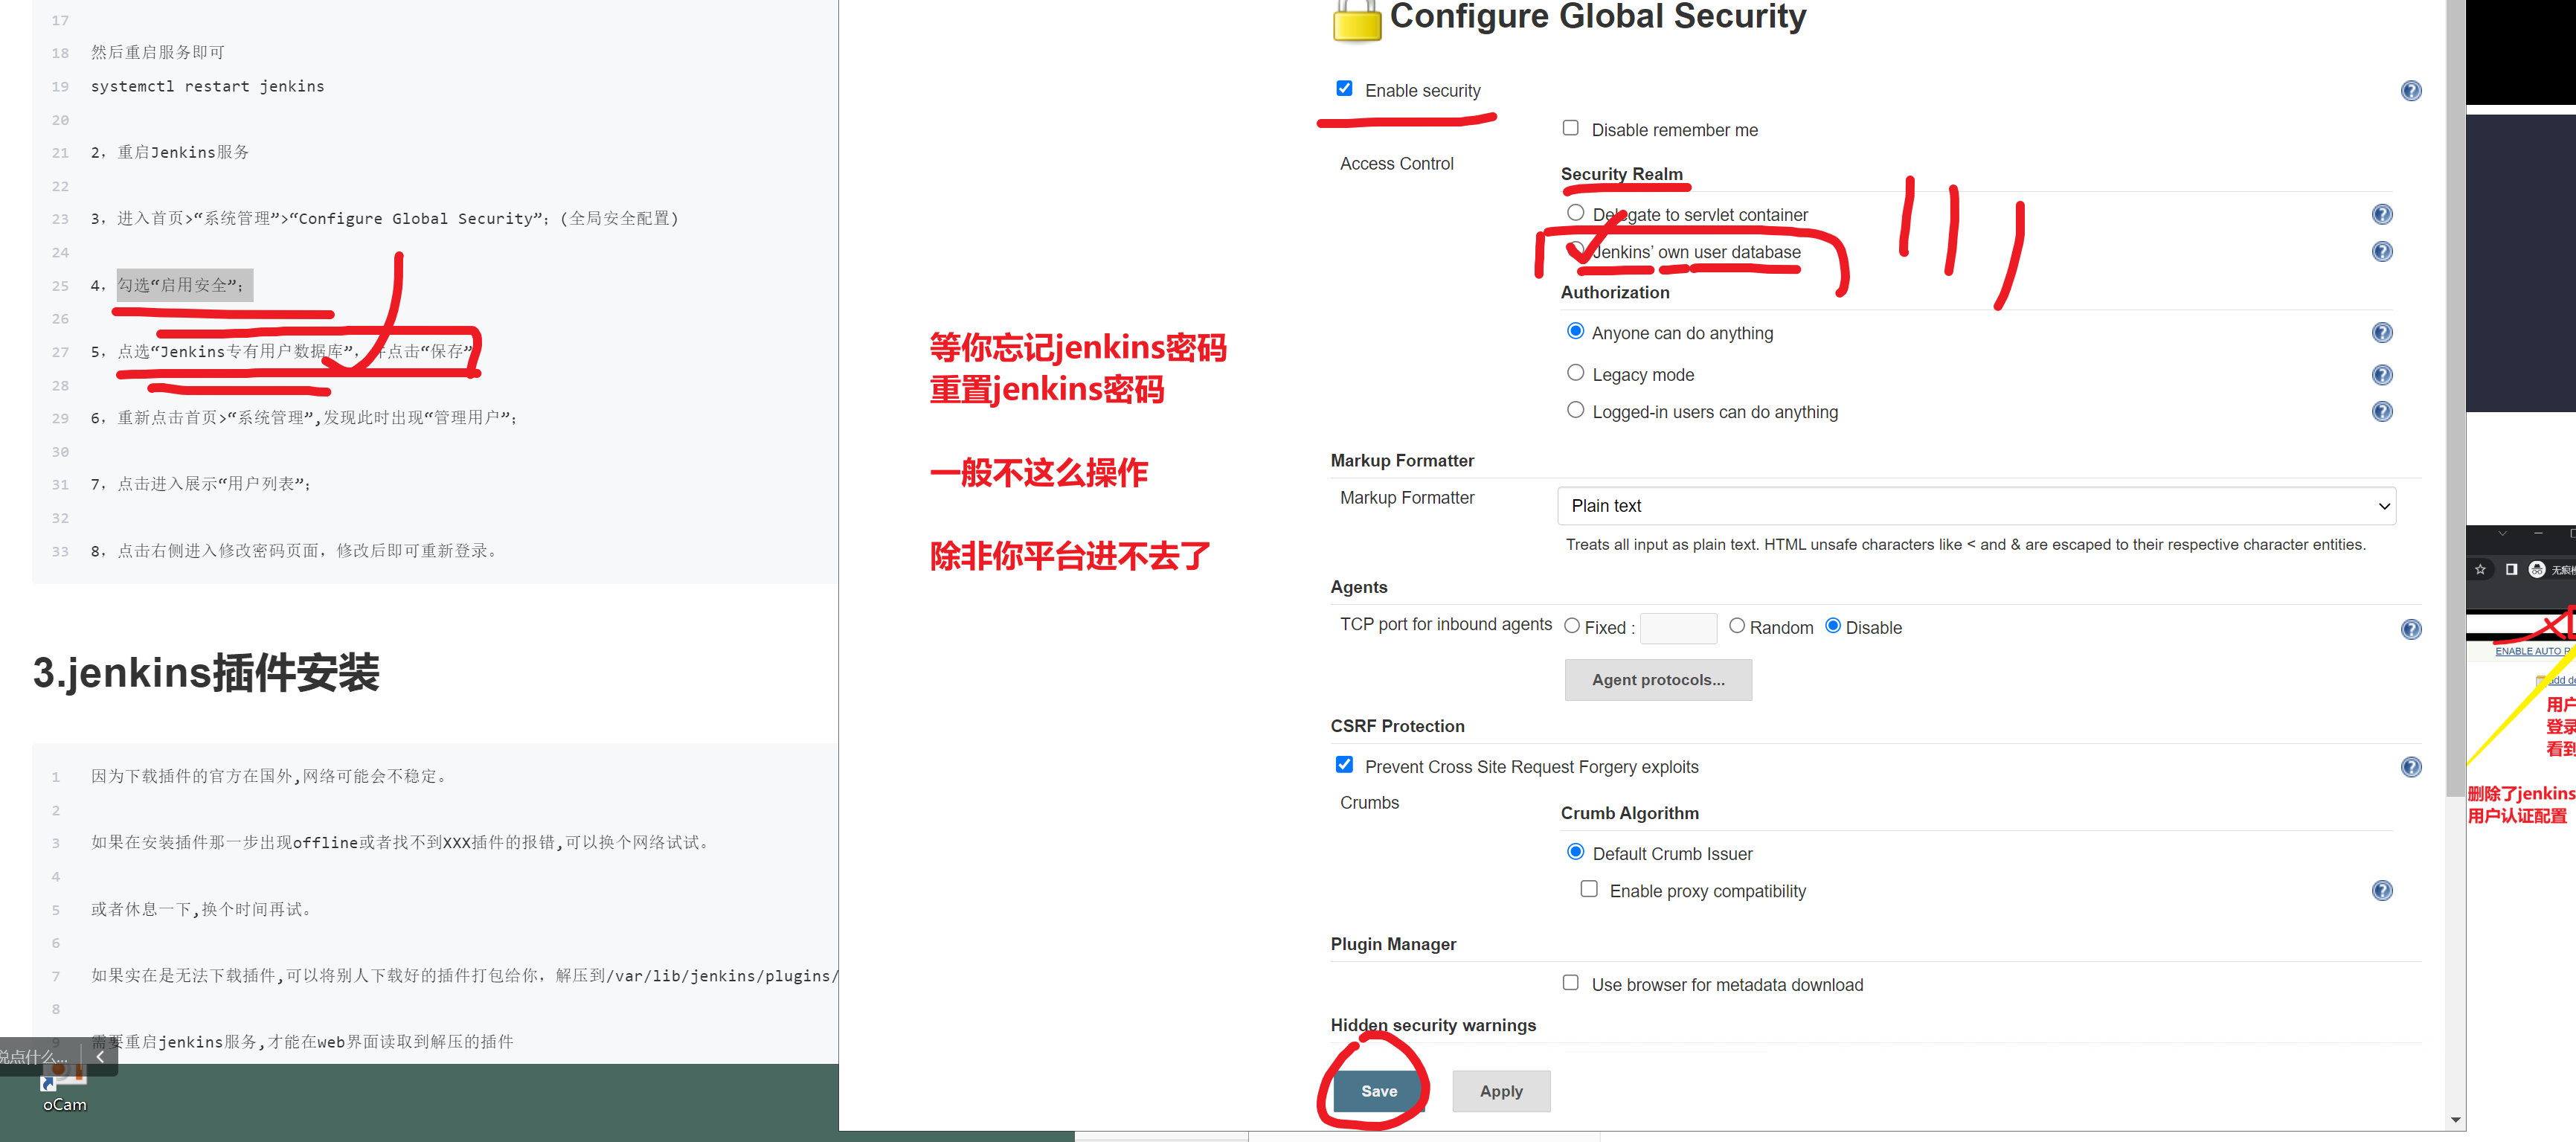 17
18 然后重启服务即可
19 systemctl restart jenkins
20
21 2，重启Jenkins服务
22
23 3，进入首页>“系统管理”>“Configure Global Security”；(全局安全配置)
24
25 4，勾选“启用安全”；
26
27 5，点选“Jenkins专有用户数据库”，并点击“保存”
28
29 6，重新点击首页>“系统管理”,发现此时出现“管理用户”；
30
31 7，点击进入展示“用户列表”；
32
33 8，点击右侧进入修改密码页面，修改后即可重新登录。
3.jenkins插件安装
1 因为下载插件的官方在国外,网络可能会不稳定。
2
3 如果在安装插件那一步出现offline或者找不到XXX插件的报错,可以换个网络试试。
4
5 或者休息一下,换个时间再试。
6
7 如果实在是无法下载插件,可以将别人下载好的插件打包给你，解压到/var/lib/jenkins/plugins/
8
9 需要重启jenkins服务,才能在web界面读取到解压的插件
说点什么...
oCam
等你忘记jenkins密码
重置jenkins密码
一般不这么操作
除非你平台进不去了
Configure Global Security
Enable security
Disable remember me
Access Control
Security Realm
Delegate to servlet container
Jenkins’ own user database
Authorization
Anyone can do anything
Legacy mode
Logged-in users can do anything
Markup Formatter
Markup Formatter
Plain text
Treats all input as plain text. HTML unsafe characters like < and & are escaped to their respective character entities.
Agents
TCP port for inbound agents
Fixed :
Random
Disable
Agent protocols...
CSRF Protection
Prevent Cross Site Request Forgery exploits
Crumbs
Crumb Algorithm
Default Crumb Issuer
Enable proxy compatibility
Plugin Manager
Use browser for metadata download
Hidden security warnings
Save
Apply
无痕
ENABLE AUTO R
add de
用户
登录
看到
删除了jenkins
用户认证配置